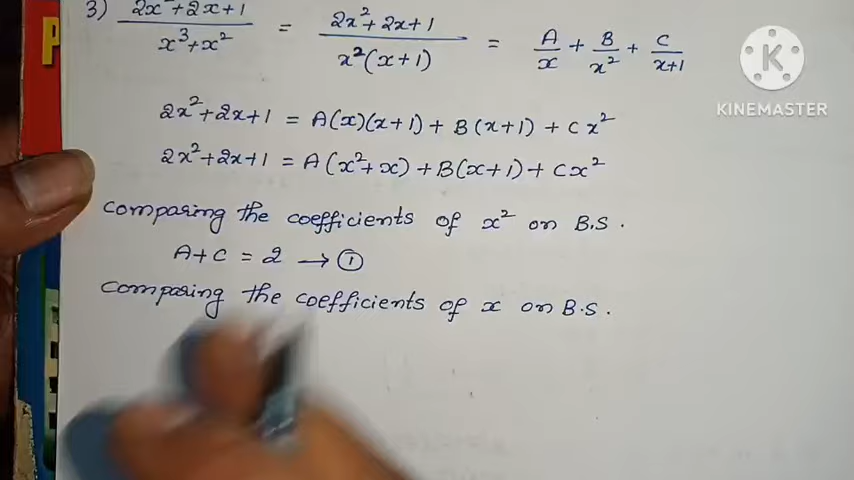 3) 2x²+2x+1 / x³+x² = 2x²+2x+1 / x²(x+1) = A/x + B/x² + C/x+1
2x²+2x+1 = A(x)(x+1) + B(x+1) + Cx²
2x²+2x+1 = A(x²+x) + B(x+1) + Cx²
comparing the coefficients of x² on B.S.
A+C = 2 → ①
comparing the coefficients of x on B.S.
K
KINEMASTER